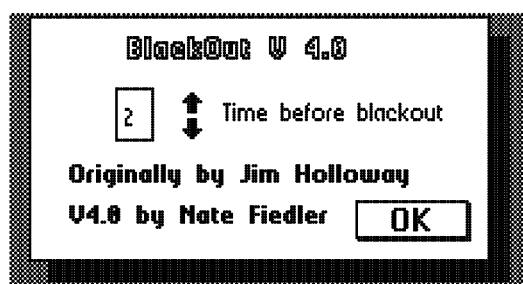 BlackOut V 4.0
2 Time before blackout
Originally by Jim Holloway
V4.0 by Nate Fiedler
OK